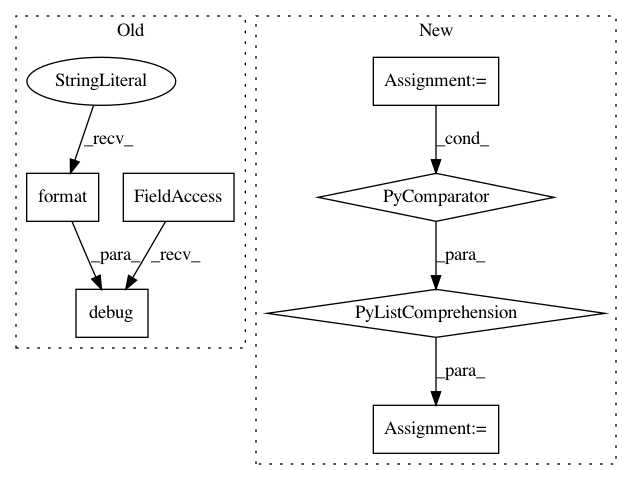 Old
New
StringLiteral
Assignment:=
_recv_
_cond_
format
FieldAccess
PyComparator
_para_
_recv_
_para_
debug
PyListComprehension
_para_
Assignment:=